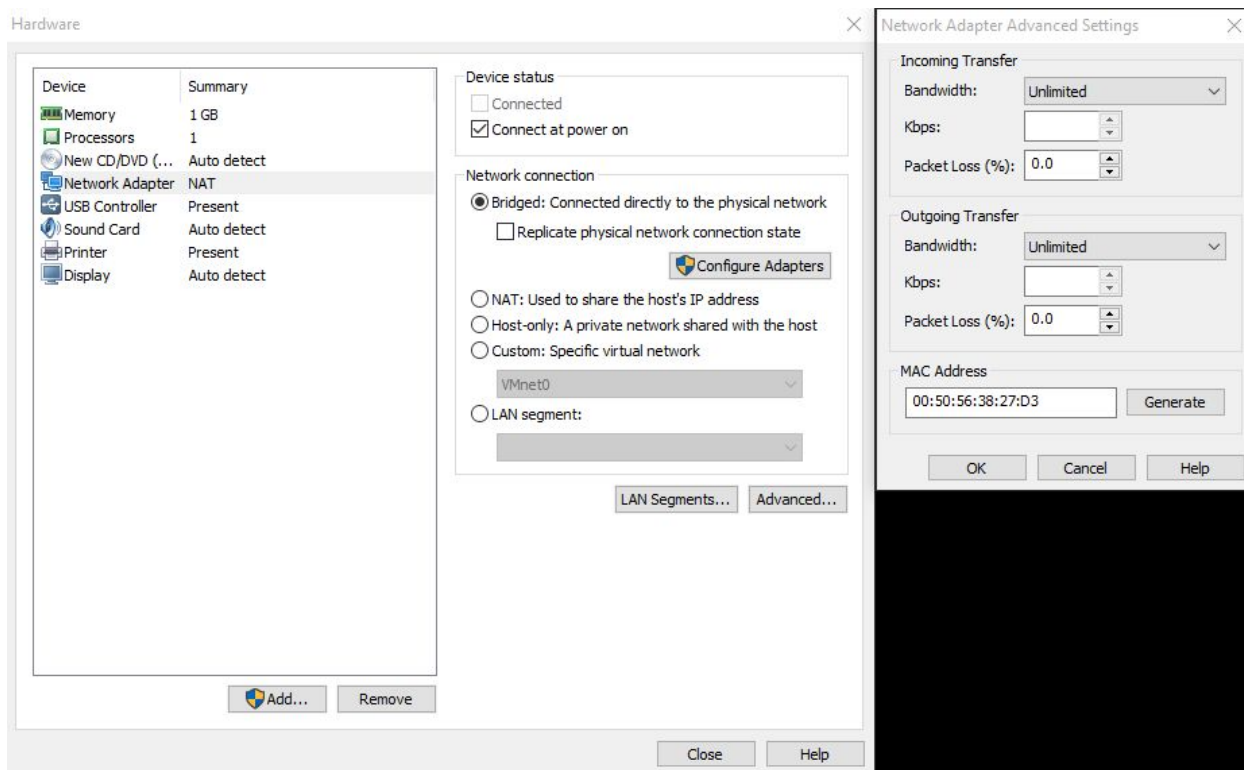 Hardware
Device Summary
Memory 1 GB
Processors 1
New CD/DVD (... Auto detect
Network Adapter NAT
USB Controller Present
Sound Card Auto detect
Printer Present
Display Auto detect
Add... Remove
Device status
Connected
Connect at power on
Network connection
Bridged: Connected directly to the physical network
Replicate physical network connection state
Configure Adapters
NAT: Used to share the host's IP address
Host-only: A private network shared with the host
Custom: Specific virtual network
VMnet0
LAN segment:
LAN Segments... Advanced...
Close Help
Network Adapter Advanced Settings
Incoming Transfer
Bandwidth: Unlimited
Kbps:
Packet Loss (%): 0.0
Outgoing Transfer
Bandwidth: Unlimited
Kbps:
Packet Loss (%): 0.0
MAC Address
00:50:56:38:27:D3 Generate
OK Cancel Help